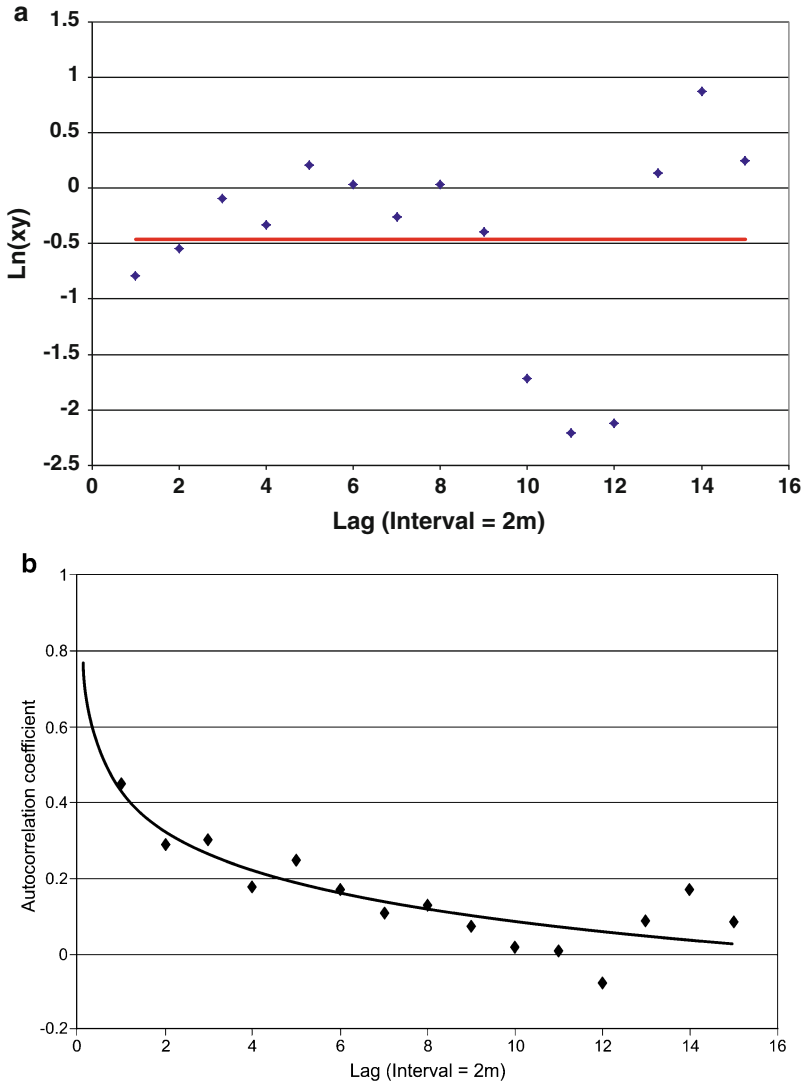 a
1.5
1
0.5
0
-0.5
-1
-1.5
-2
-2.5
Ln(xy)
0 2 4 6 8 10 12 14 16
Lag (Interval = 2m)
b
1
0.8
0.6
0.4
0.2
0
-0.2
Autocorrelation coefficient
0 2 4 6 8 10 12 14 16
Lag (Interval = 2m)